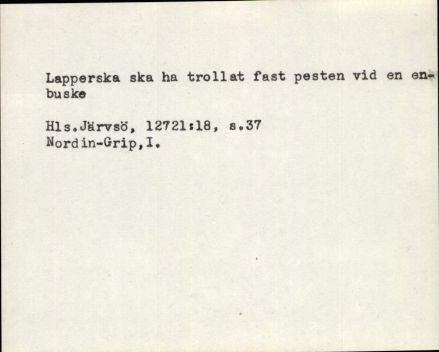 Lapperska ska ha trollat fast pesten vid en en-
buske
Hls.Järvsö, 12721:18, s.37
Nordin-Grip,I.